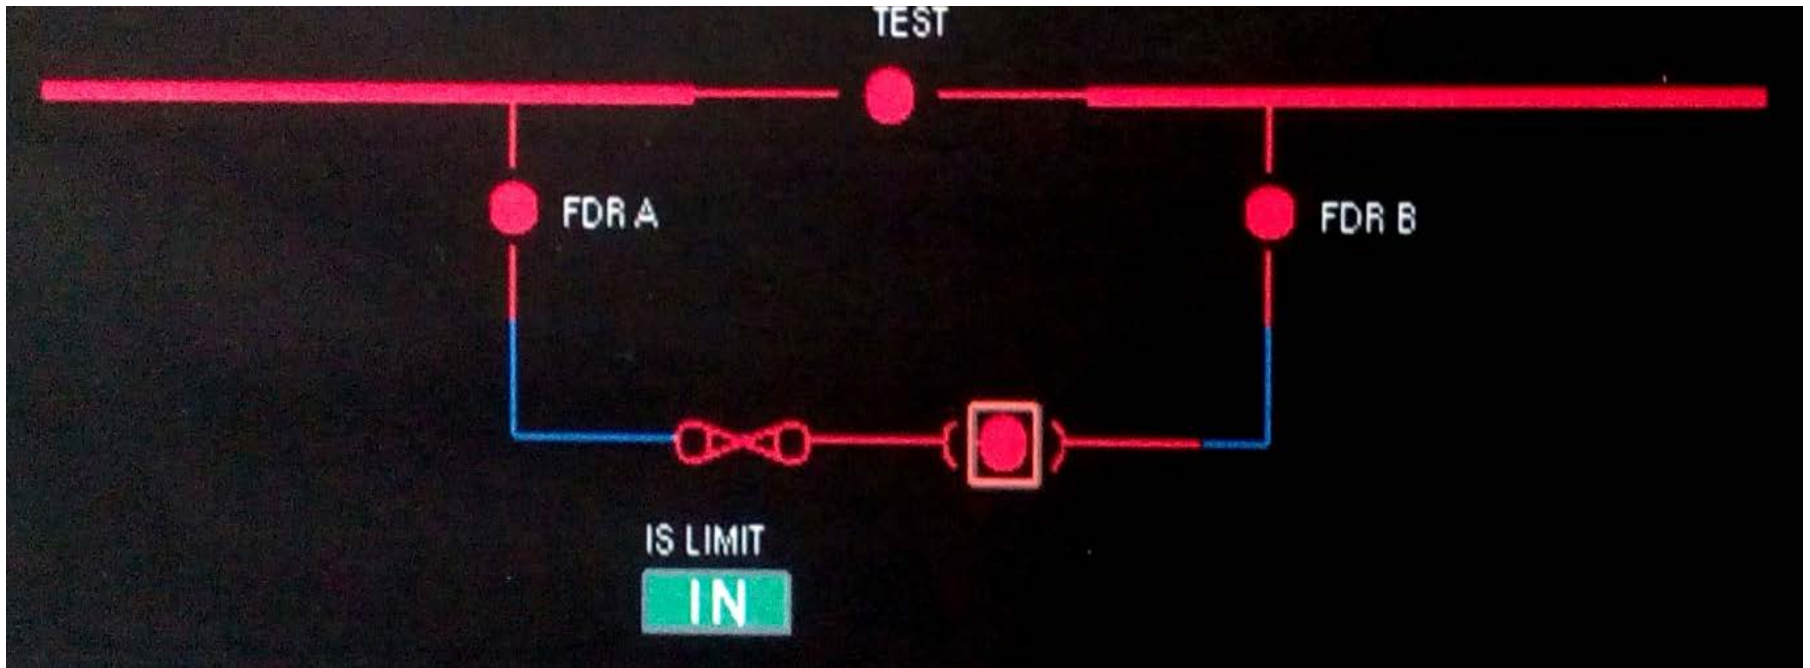 TEST
FDR A
FDR B
IS LIMIT
IN